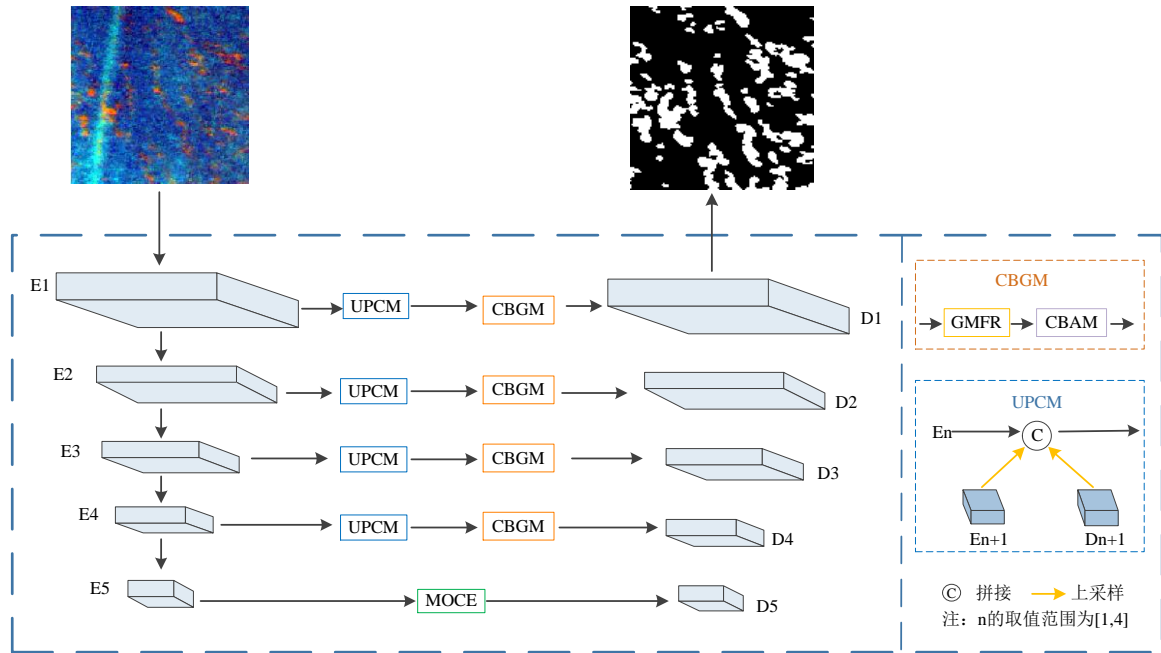 E1
UPCM
CBGM
D1
E2
UPCM
CBGM
D2
E3
UPCM
CBGM
D3
E4
UPCM
CBGM
D4
E5
MOCE
D5
CBGM
GMFR
CBAM
UPCM
En
C
En+1
Dn+1
C 拼接 上采样
注：n的取值范围为[1,4]